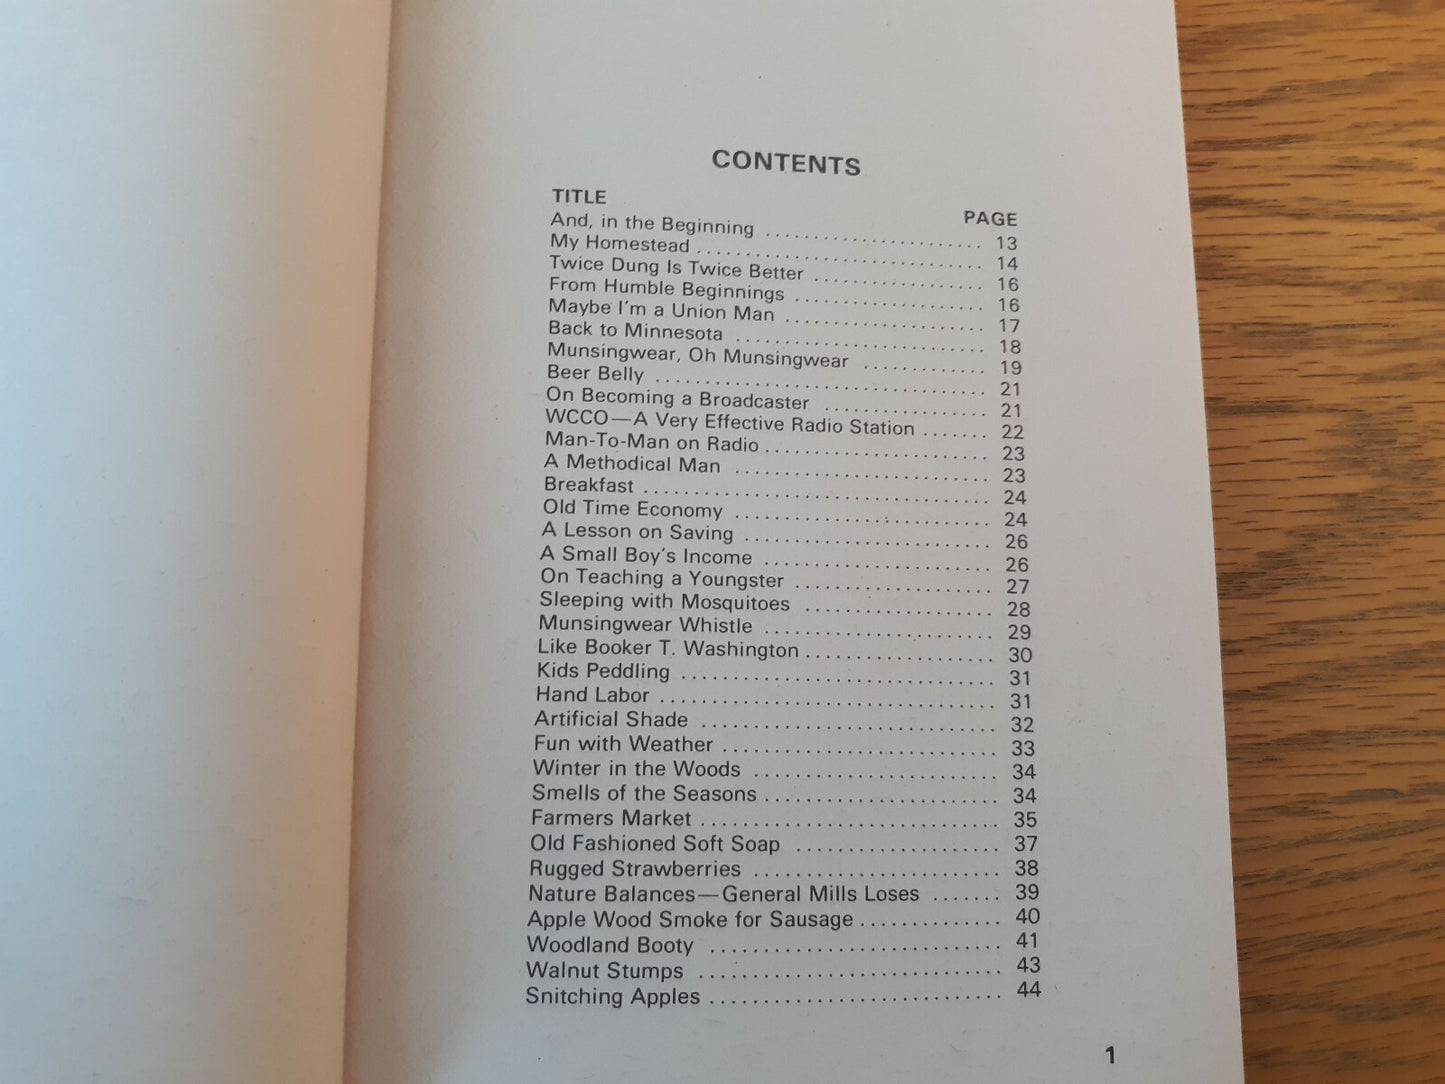 CONTENTS
TITLE PAGE
And, in the Beginning ........................ 13
My Homestead ............................. 14
Twice Dung Is Twice Better .................. 16
From Humble Beginnings .................... 16
Maybe I'm a Union Man ..................... 17
Back to Minnesota .......................... 18
Munsingwear, Oh Munsingwear ............. 19
Beer Belly .................................. 21
On Becoming a Broadcaster ................. 21
WCCO—A Very Effective Radio Station ....... 22
Man-To-Man on Radio ....................... 23
A Methodical Man .......................... 23
Breakfast ................................... 24
Old Time Economy .......................... 24
A Lesson on Saving ......................... 26
A Small Boy's Income ....................... 26
On Teaching a Youngster .................... 27
Sleeping with Mosquitoes ................... 28
Munsingwear Whistle ....................... 29
Like Booker T. Washington ................... 30
Kids Peddling ................................ 31
Hand Labor .................................. 31
Artificial Shade .............................. 32
Fun with Weather ............................ 33
Winter in the Woods ......................... 34
Smells of the Seasons ........................ 34
Farmers Market .............................. 35
Old Fashioned Soft Soap .................... 37
Rugged Strawberries ........................ 38
Nature Balances—General Mills Loses ....... 39
Apple Wood Smoke for Sausage .............. 40
Woodland Booty ............................ 41
Walnut Stumps ............................. 43
Snitching Apples ............................ 44
1